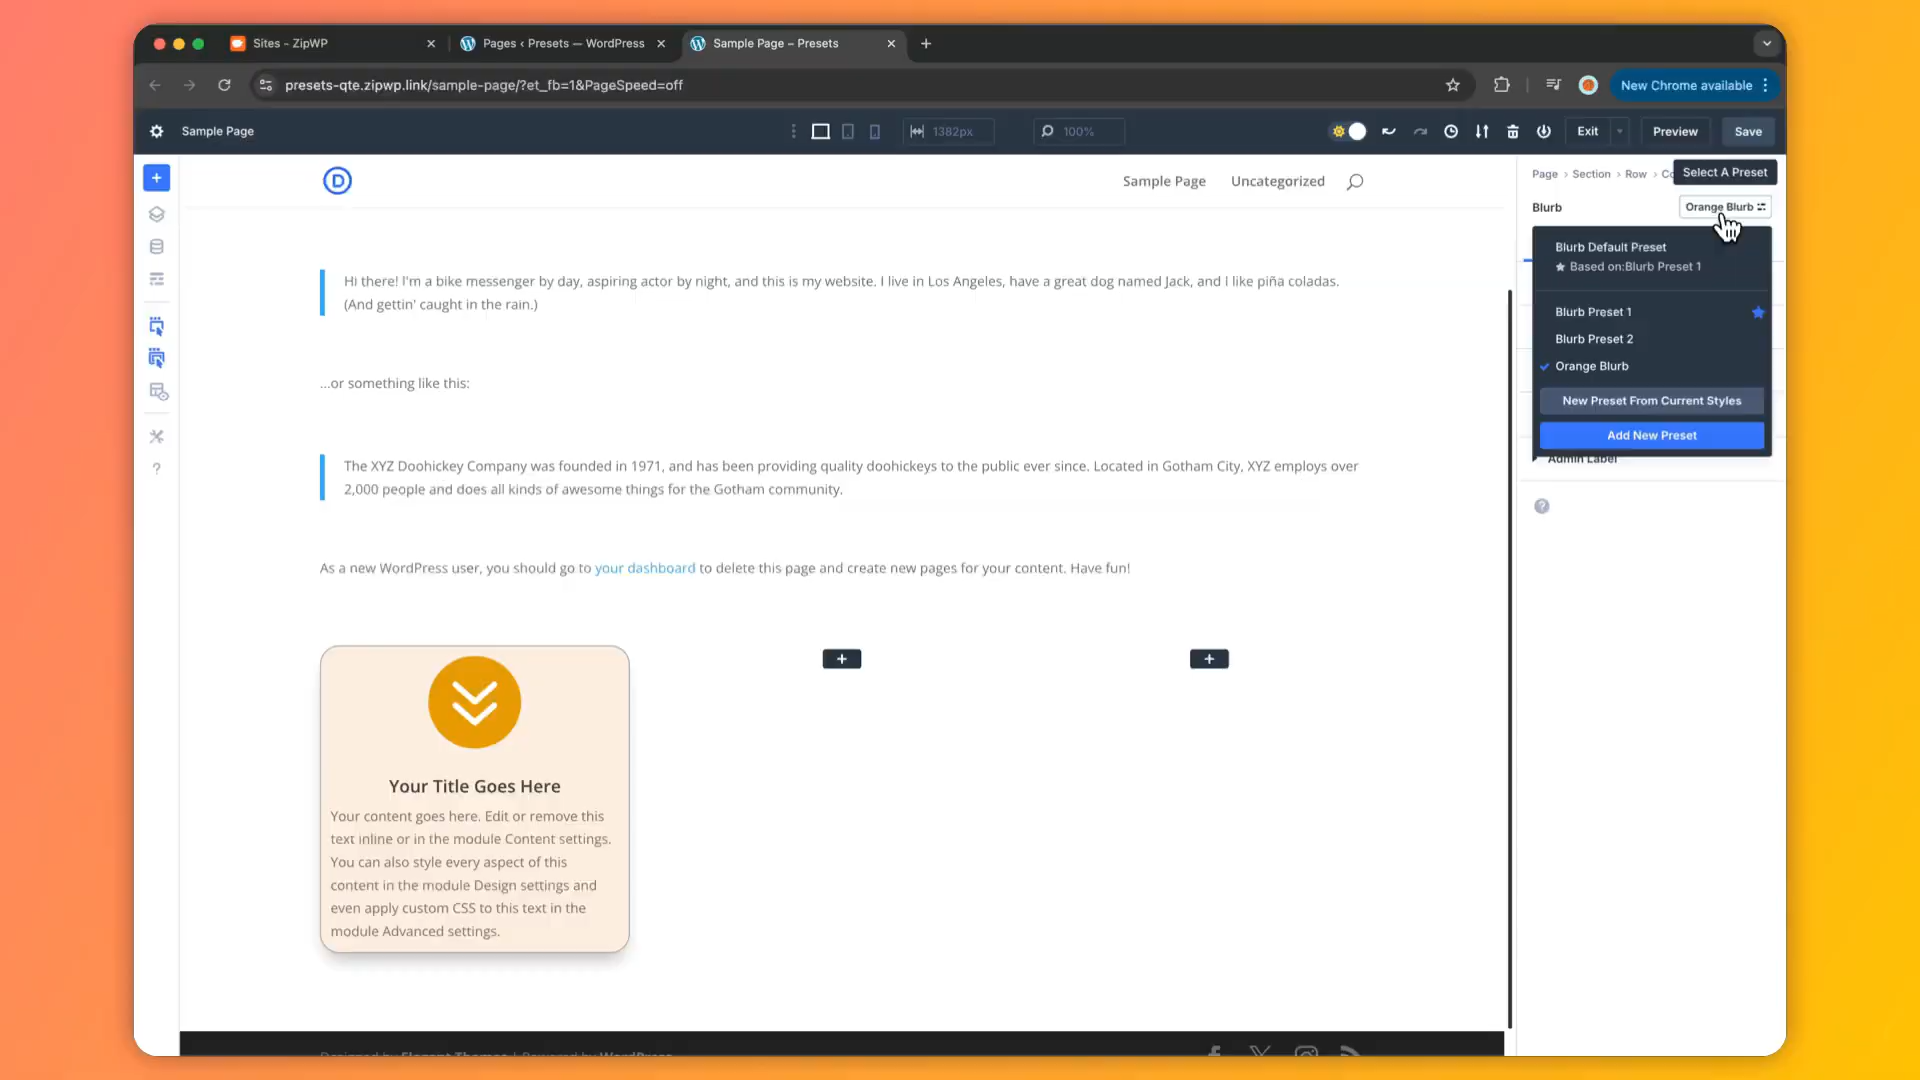 Sites - ZipWP
Pages ‹ Presets — WordPress
Sample Page – Presets
presets-qte.zipwp.link/sample-page/?et_fb=1&PageSpeed=off
New Chrome available
Sample Page
1382px
100%
Exit
Preview
Save
D
Sample Page
Uncategorized
Page
Section
Row
Select A Preset
Blurb
Orange Blurb
Blurb Default Preset
Based on:Blurb Preset 1
Blurb Preset 1
Blurb Preset 2
Orange Blurb
New Preset From Current Styles
Add New Preset
Admin Label
Hi there! I'm a bike messenger by day, aspiring actor by night, and this is my website. I live in Los Angeles, have a great dog named Jack, and I like piña coladas.
(And gettin' caught in the rain.)
...or something like this:
The XYZ Doohickey Company was founded in 1971, and has been providing quality doohickeys to the public ever since. Located in Gotham City, XYZ employs over
2,000 people and does all kinds of awesome things for the Gotham community.
As a new WordPress user, you should go to your dashboard to delete this page and create new pages for your content. Have fun!
Your Title Goes Here
Your content goes here. Edit or remove this
text inline or in the module Content settings.
You can also style every aspect of this
content in the module Design settings and
even apply custom CSS to this text in the
module Advanced settings.
Designed by Elegant Themes | Powered by WordPress